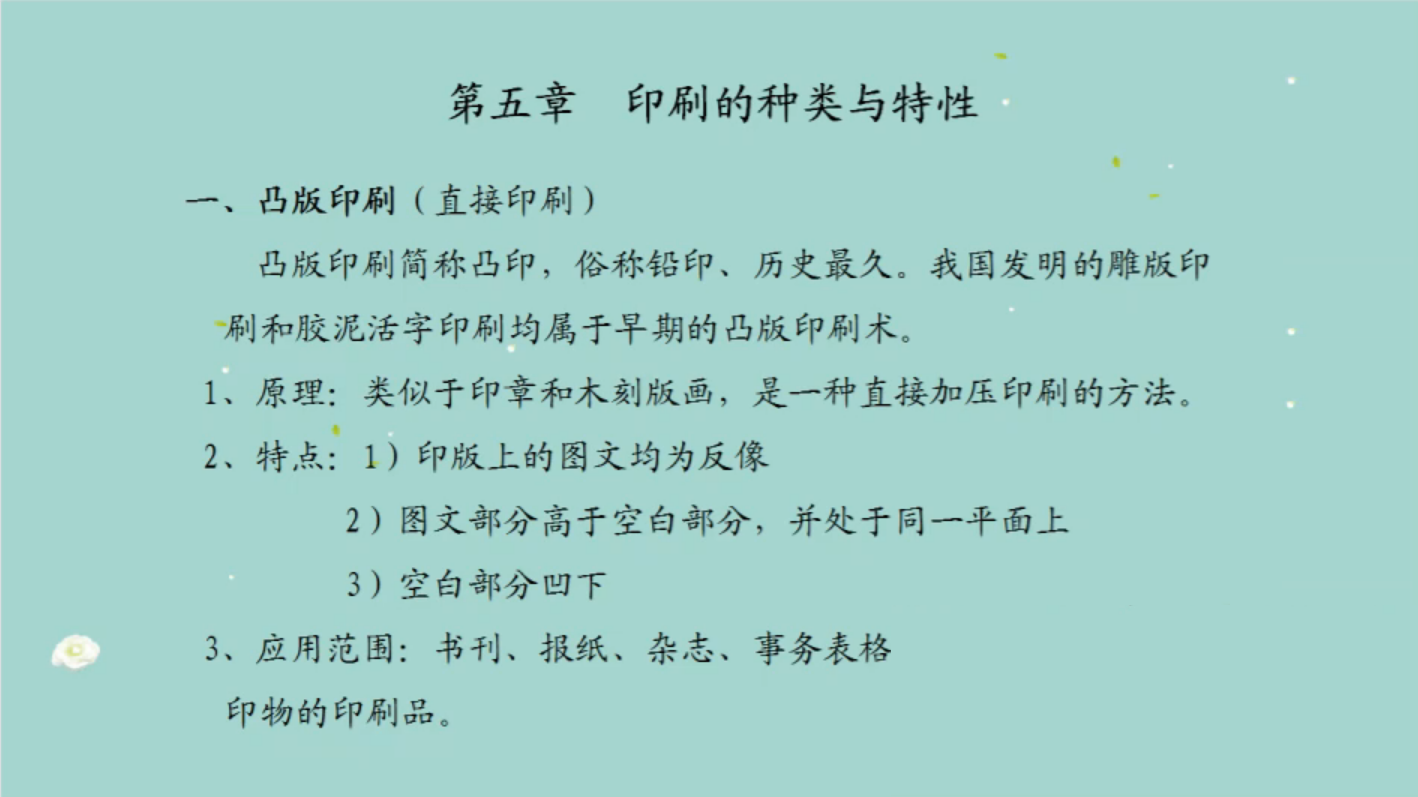 第五章 印刷的种类与特性
一、凸版印刷（直接印刷）
凸版印刷简称凸印，俗称铅印、历史最久。我国发明的雕版印
刷和胶泥活字印刷均属于早期的凸版印刷术。
1、原理：类似于印章和木刻版画，是一种直接加压印刷的方法。
2、特点：1）印版上的图文均为反像
2）图文部分高于空白部分，并处于同一平面上
3）空白部分凹下
3、应用范围：书刊、报纸、杂志、事务表格
印物的印刷品。